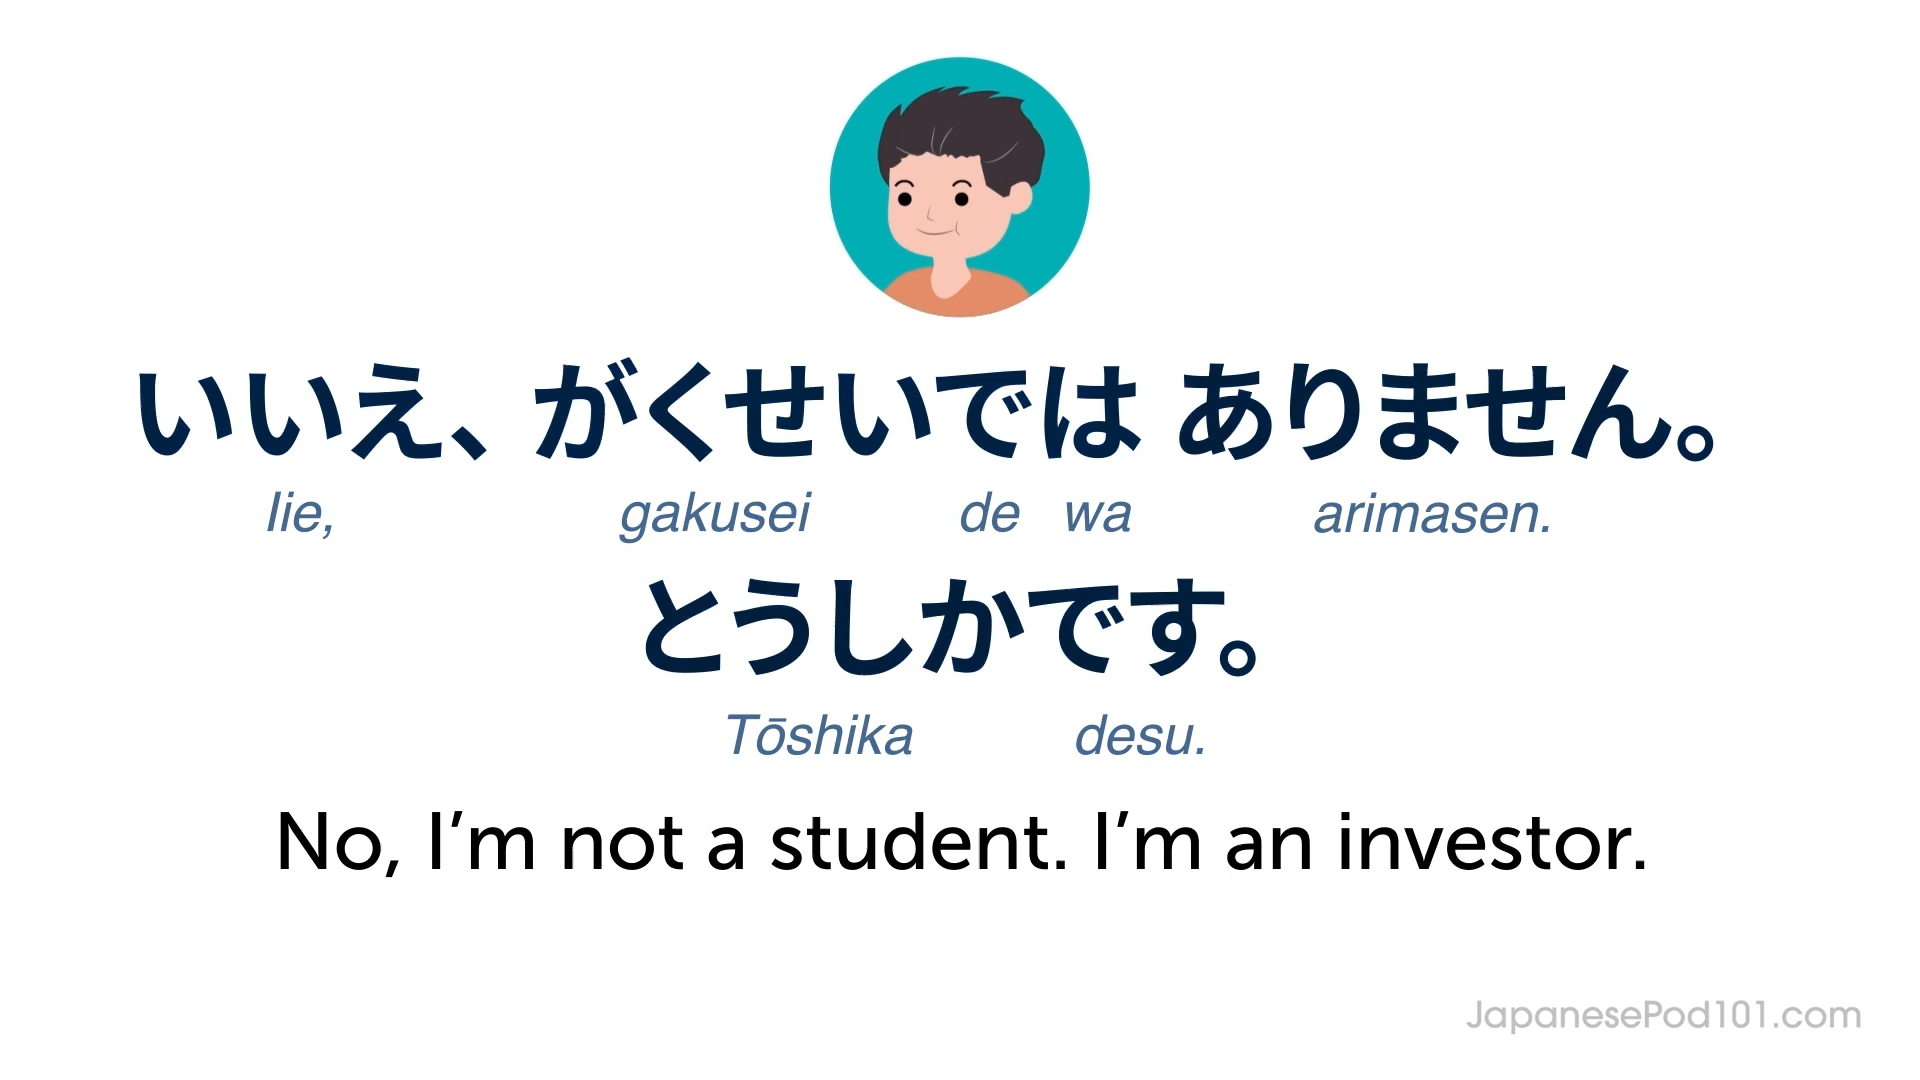 いいえ、がくせいでは ありません。
Iie, gakusei de wa arimasen.
とうしかです。
Tōshika desu.
No, I’m not a student. I’m an investor.
JapanesePod101.com